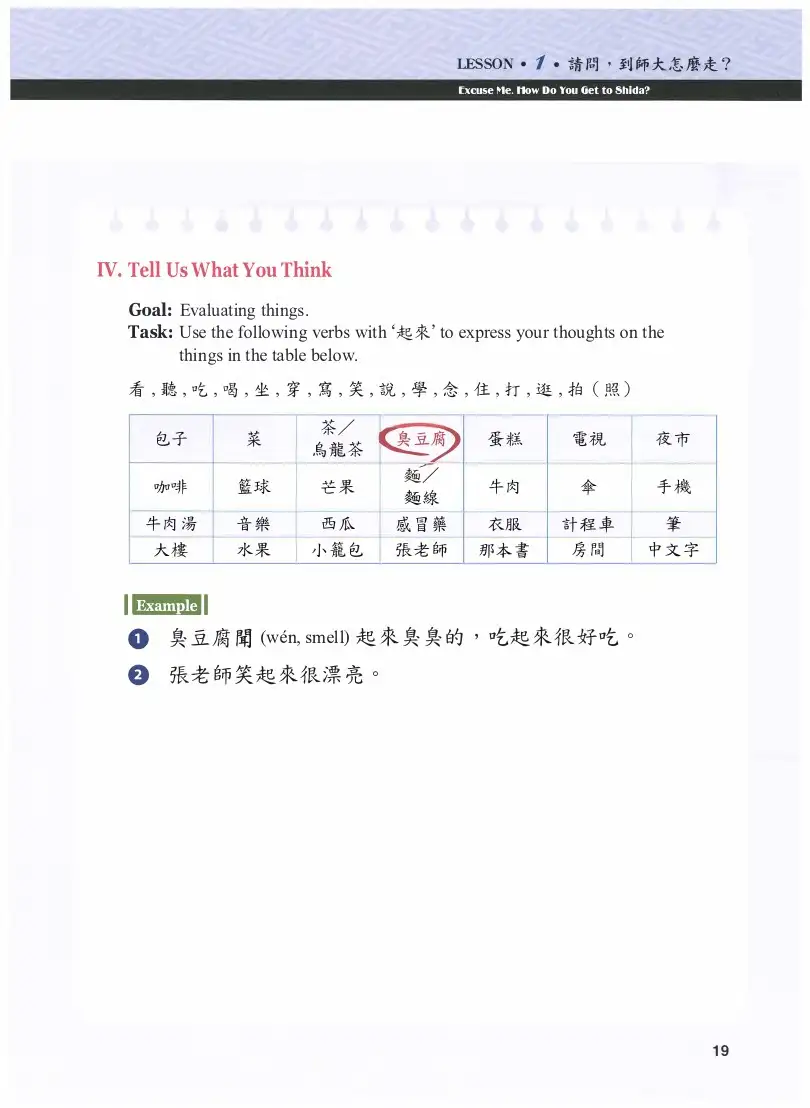 LESSON • 1 • 請問，到師大怎麼走？
Excuse Me. How Do You Get to Shida?
IV. Tell Us What You Think
Goal: Evaluating things.
Task: Use the following verbs with ‘起來’ to express your thoughts on the
things in the table below.
看 , 聽 , 吃 , 喝 , 坐 , 穿 , 寫 , 笑 , 說 , 學 , 念 , 住 , 打 , 逛 , 拍（照）
包子 菜 茶／烏龍茶 臭豆腐 蛋糕 電視 夜市
咖啡 籃球 芒果 麵／麵線 牛肉 傘 手機
牛肉湯 音樂 西瓜 感冒藥 衣服 計程車 筆
大樓 水果 小籠包 張老師 那本書 房間 中文字
Example
1 臭豆腐聞 (wén, smell) 起來臭臭的，吃起來很好吃。
2 張老師笑起來很漂亮。
19